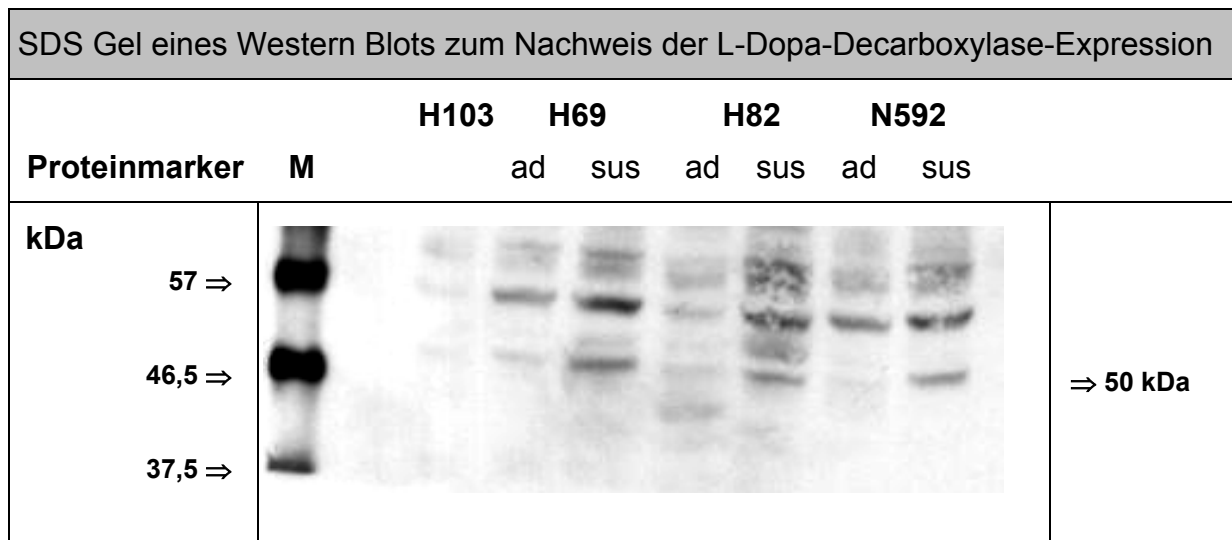 SDS Gel eines Western Blots zum Nachweis der L-Dopa-Decarboxylase-Expression
H103 H69 H82 N592
Proteinmarker M ad sus ad sus ad sus
kDa
57 ⇒
46,5 ⇒
⇒ 50 kDa
37,5 ⇒